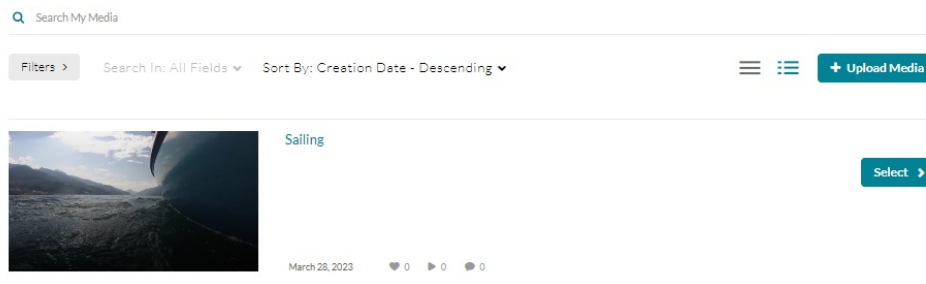 Search My Media
Filters > Search In: All Fields Sort By: Creation Date - Descending + Upload Media
Sailing
Select >
March 28, 2023 0 0 0